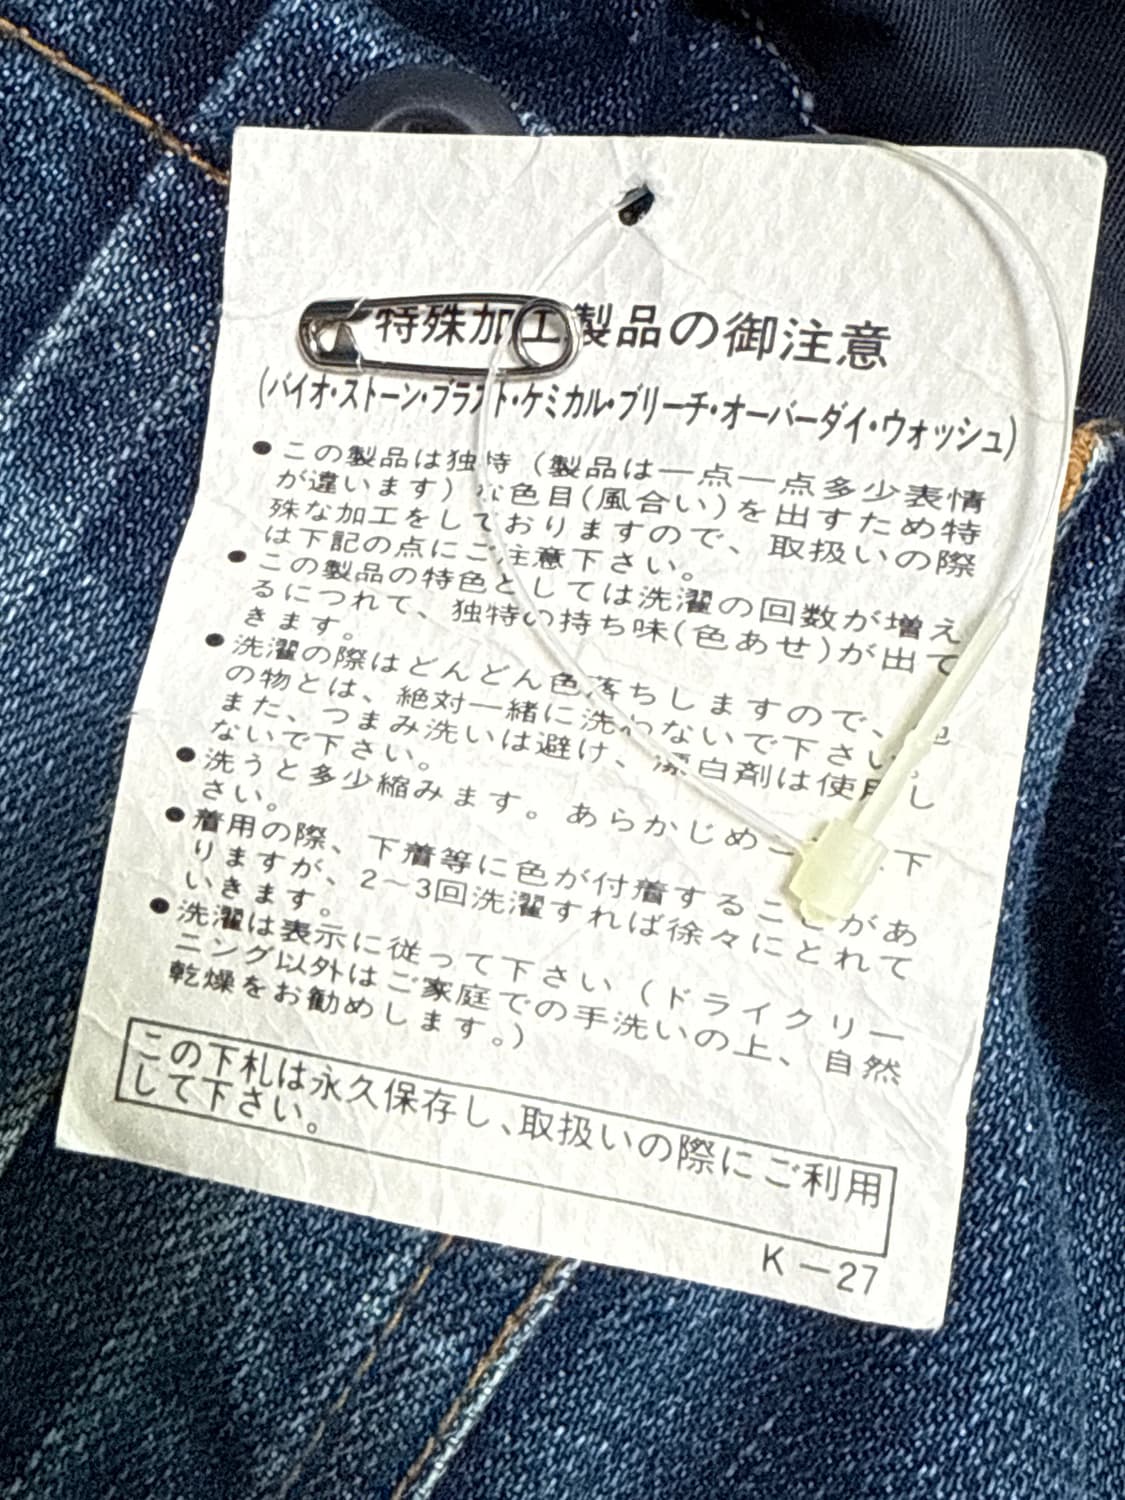 特殊加工製品の御注意
(バイオ・ストーン・ブラスト・ケミカル・ブリーチ・オーバーダイ・ウォッシュ)
●この製品は独特（製品は一点一点多少表情
が違います）な色目(風合い)を出すため特
殊な加工をしておりますので、取扱いの際
は下記の点にご注意下さい。
●この製品の特色としては洗濯の回数が増え
るにつれて、独特の持ち味(色あせ)が出て
きます。
●洗濯の際はどんどん色落ちしますので、
の物とは、絶対一緒に洗わないで下さい。
また、つまみ洗いは避け、漂白剤は使用し
ないで下さい。
●洗うと多少縮みます。あらかじめ 下
さい。
●着用の際、下着等に色が付着することがあ
りますが、2〜3回洗濯すれば徐々にとれて
いきます。
●洗濯は表示に従って下さい（ドライクリー
ニング以外はご家庭での手洗いの上、自然
乾燥をお勧めします。）
この下札は永久保存し、取扱いの際にご利用
して下さい。
K－27